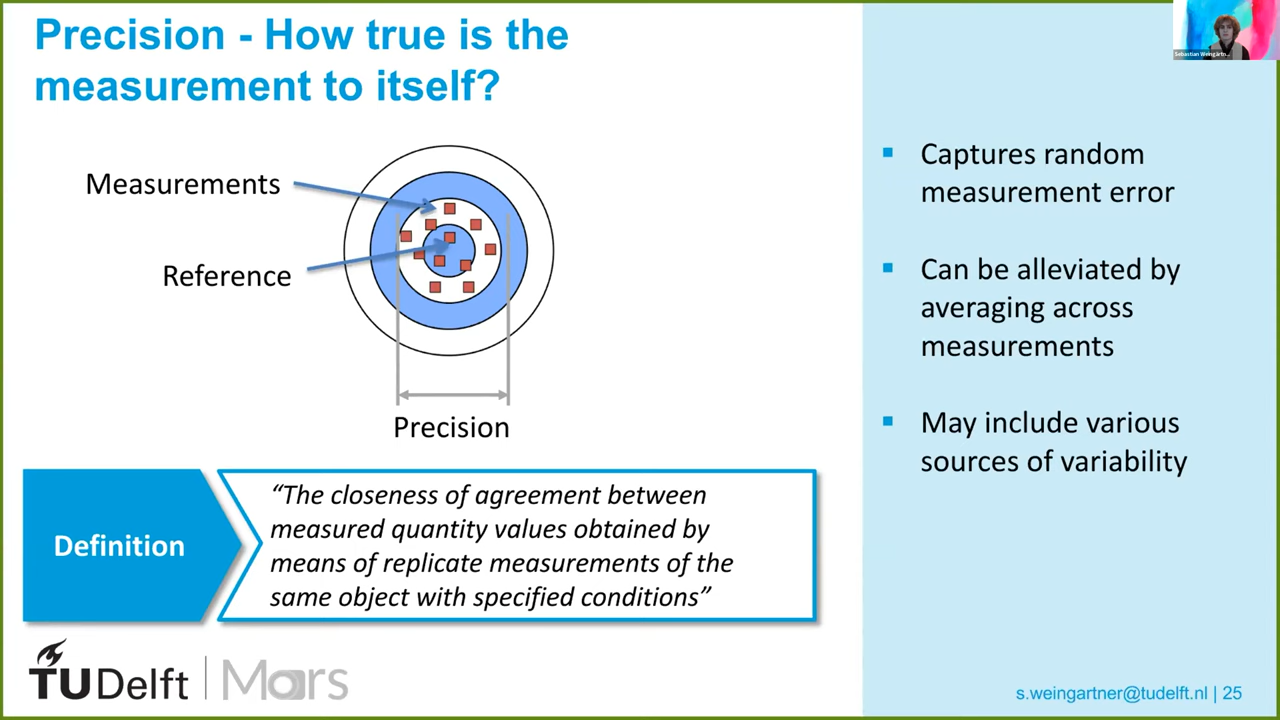 Precision - How true is the
measurement to itself?
Sebastian Weingärtn...
Measurements
Reference
Precision
Definition
“The closeness of agreement between
measured quantity values obtained by
means of replicate measurements of the
same object with specified conditions”
▪ Captures random
measurement error
▪ Can be alleviated by
averaging across
measurements
▪ May include various
sources of variability
TU Delft
Mars
s.weingartner@tudelft.nl | 25